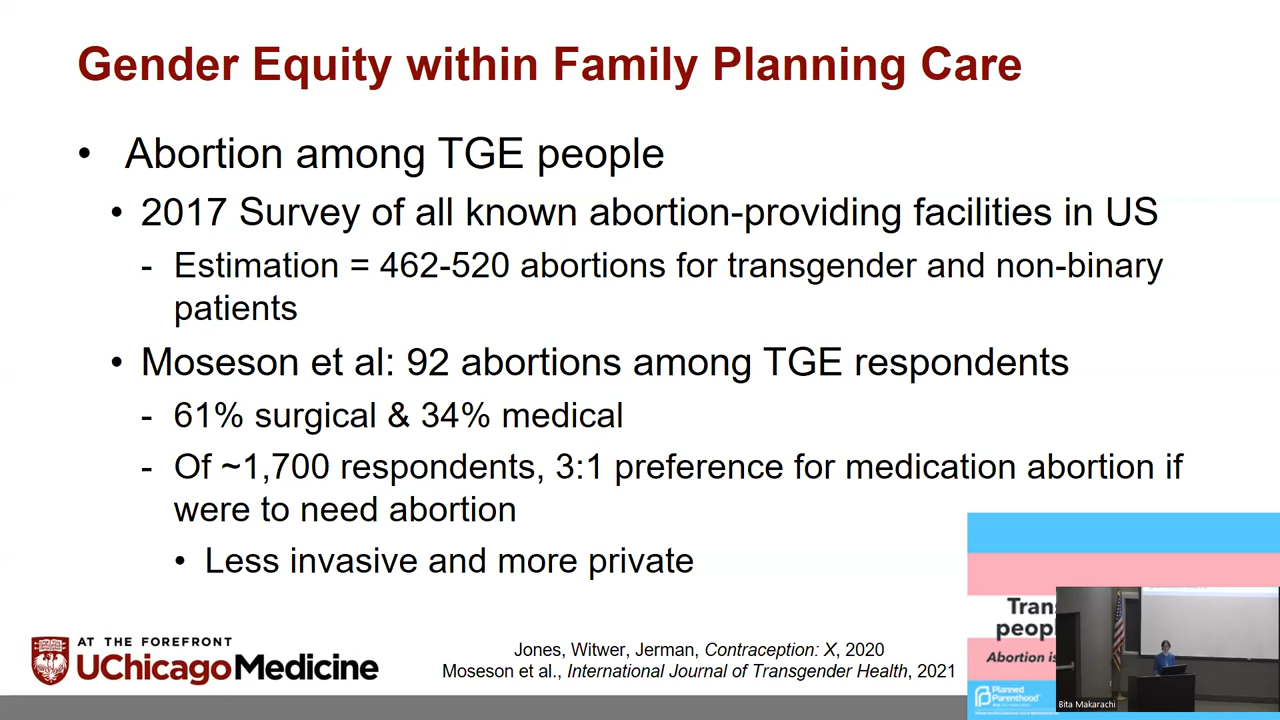 Gender Equity within Family Planning Care
• Abortion among TGE people
• 2017 Survey of all known abortion-providing facilities in US
- Estimation = 462-520 abortions for transgender and non-binary
patients
• Moseson et al: 92 abortions among TGE respondents
- 61% surgical & 34% medical
- Of ~1,700 respondents, 3:1 preference for medication abortion if
were to need abortion
• Less invasive and more private
AT THE FOREFRONT
UChicagoMedicine
Jones, Witwer, Jerman, Contraception: X, 2020
Moseson et al., International Journal of Transgender Health, 2021
Trans
peop
Abortion is
Planned
Parenthood
Bita Makarachi